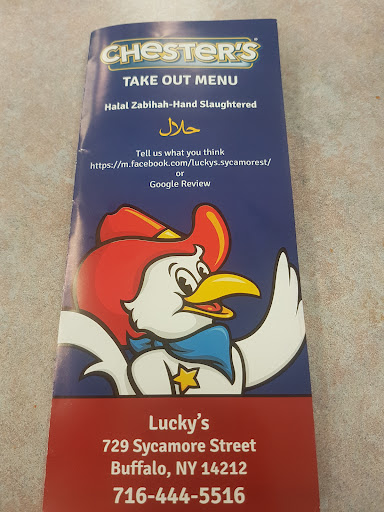 CHESTER'S
TAKE OUT MENU
Halal Zabihah-Hand Slaughtered
حلال
Tell us what you think
https://m.facebook.com/luckys.sycamorest/
or
Google Review
Lucky's
729 Sycamore Street
Buffalo, NY 14212
716-444-5516